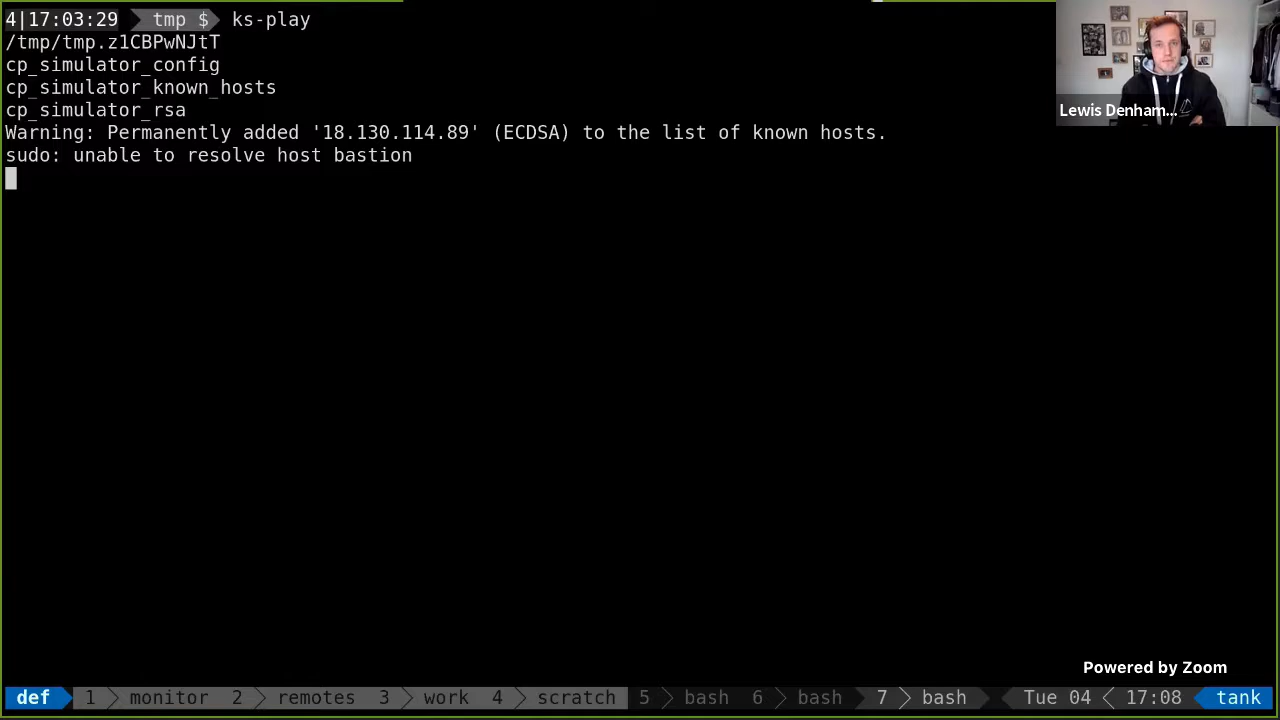 4|17:03:29 tmp $ ks-play
/tmp/tmp.z1CBPwNJtT
cp_simulator_config
cp_simulator_known_hosts
cp_simulator_rsa
Warning: Permanently added '18.130.114.89' (ECDSA) to the list of known hosts.
sudo: unable to resolve host bastion
Lewis Denham...
Powered by Zoom
def 1 monitor 2 remotes 3 work 4 scratch 5 bash 6 bash 7 bash Tue 04 17:08 tank